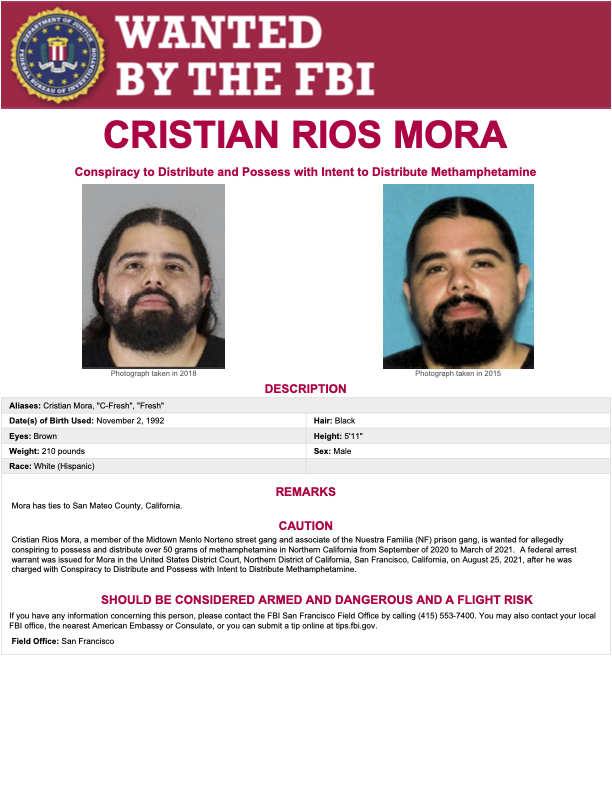 DEPARTMENT OF JUSTICE
FEDERAL BUREAU OF INVESTIGATION
WANTED
BY THE FBI
CRISTIAN RIOS MORA
Conspiracy to Distribute and Possess with Intent to Distribute Methamphetamine
Photograph taken in 2018
Photograph taken in 2015
DESCRIPTION
Aliases: Cristian Mora, "C-Fresh", "Fresh"
Date(s) of Birth Used: November 2, 1992
Hair: Black
Eyes: Brown
Height: 5'11"
Weight: 210 pounds
Sex: Male
Race: White (Hispanic)
REMARKS
Mora has ties to San Mateo County, California.
CAUTION
Cristian Rios Mora, a member of the Midtown Menlo Norteno street gang and associate of the Nuestra Familia (NF) prison gang, is wanted for allegedly
conspiring to possess and distribute over 50 grams of methamphetamine in Northern California from September of 2020 to March of 2021. A federal arrest
warrant was issued for Mora in the United States District Court, Northern District of California, San Francisco, California, on August 25, 2021, after he was
charged with Conspiracy to Distribute and Possess with Intent to Distribute Methamphetamine.
SHOULD BE CONSIDERED ARMED AND DANGEROUS AND A FLIGHT RISK
If you have any information concerning this person, please contact the FBI San Francisco Field Office by calling (415) 553-7400. You may also contact your local
FBI office, the nearest American Embassy or Consulate, or you can submit a tip online at tips.fbi.gov.
Field Office: San Francisco